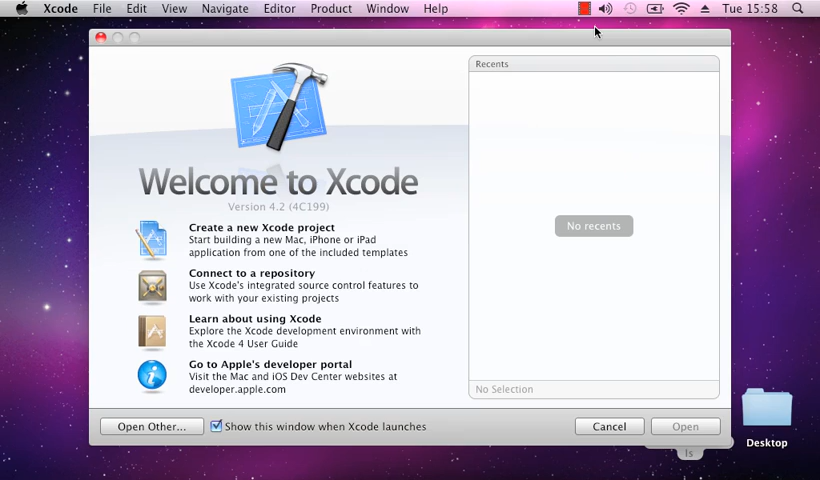 Xcode File Edit View Navigate Editor Product Window Help Tue 15:58
Recents
Welcome to Xcode
Version 4.2 (4C199)
No recents
Create a new Xcode project
Start building a new Mac, iPhone or iPad
application from one of the included templates
Connect to a repository
Use Xcode's integrated source control features to
work with your existing projects
Learn about using Xcode
Explore the Xcode development environment with
the Xcode 4 User Guide
Go to Apple's developer portal
Visit the Mac and iOS Dev Center websites at
developer.apple.com
No Selection
Open Other... Show this window when Xcode launches Cancel Open
Desktop
ls